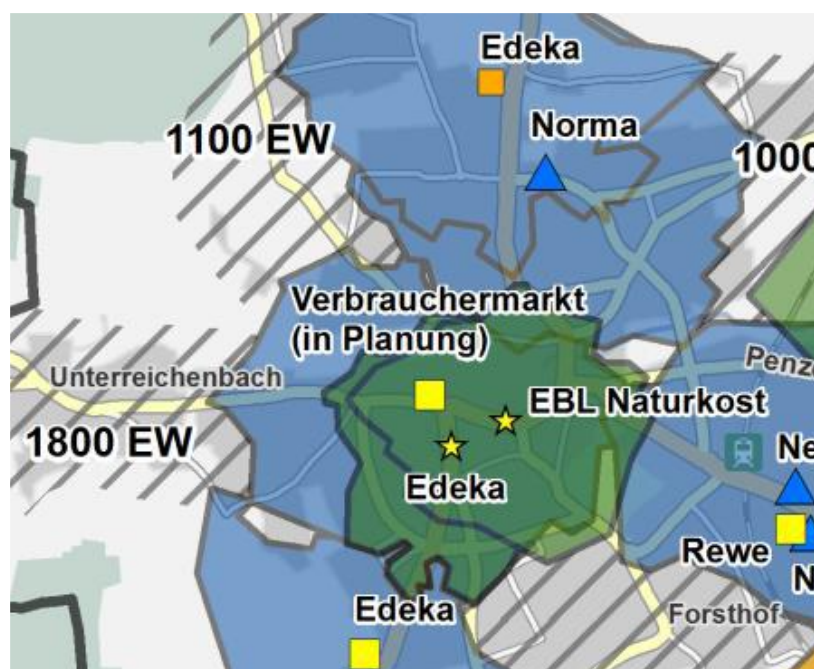 Edeka
Norma
1100 EW
1000
Verbrauchermarkt
(in Planung)
Unterreichenbach
EBL Naturkost
1800 EW
Edeka
Rewe
Edeka
Forsthof